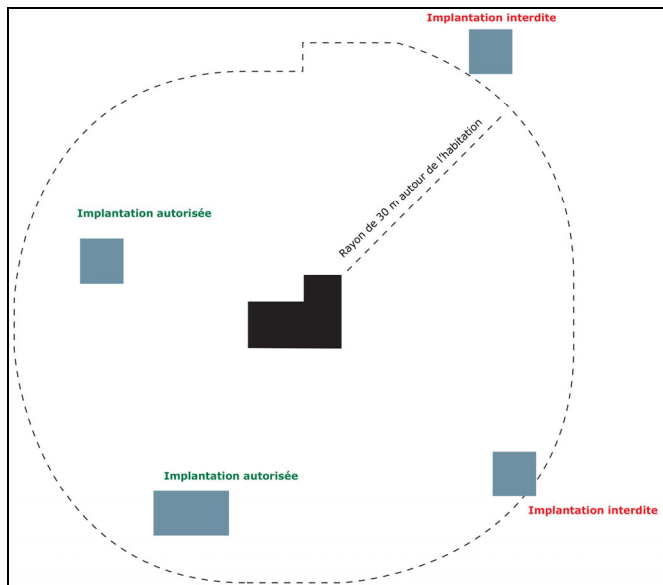 Implantation interdite
Rayon de 30 m autour de l'habitation
Implantation autorisée
Implantation autorisée
Implantation interdite